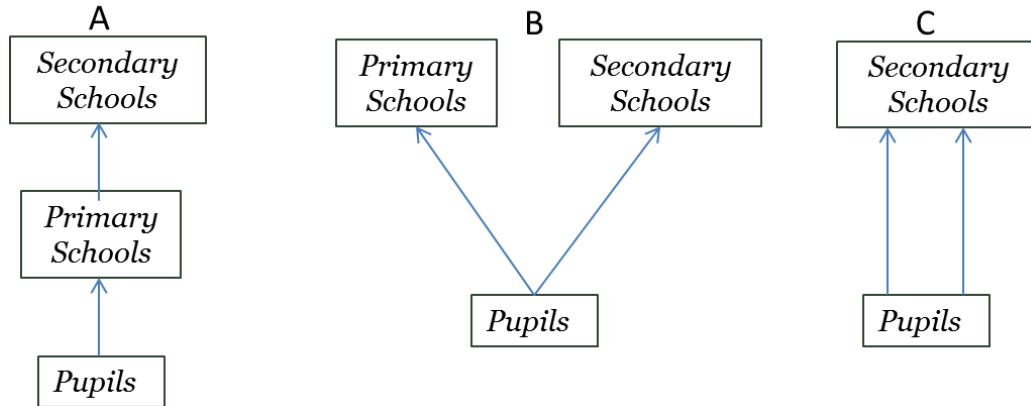 A
Secondary
Schools
Primary
Schools
Pupils
B
Primary
Schools
Secondary
Schools
Pupils
C
Secondary
Schools
Pupils